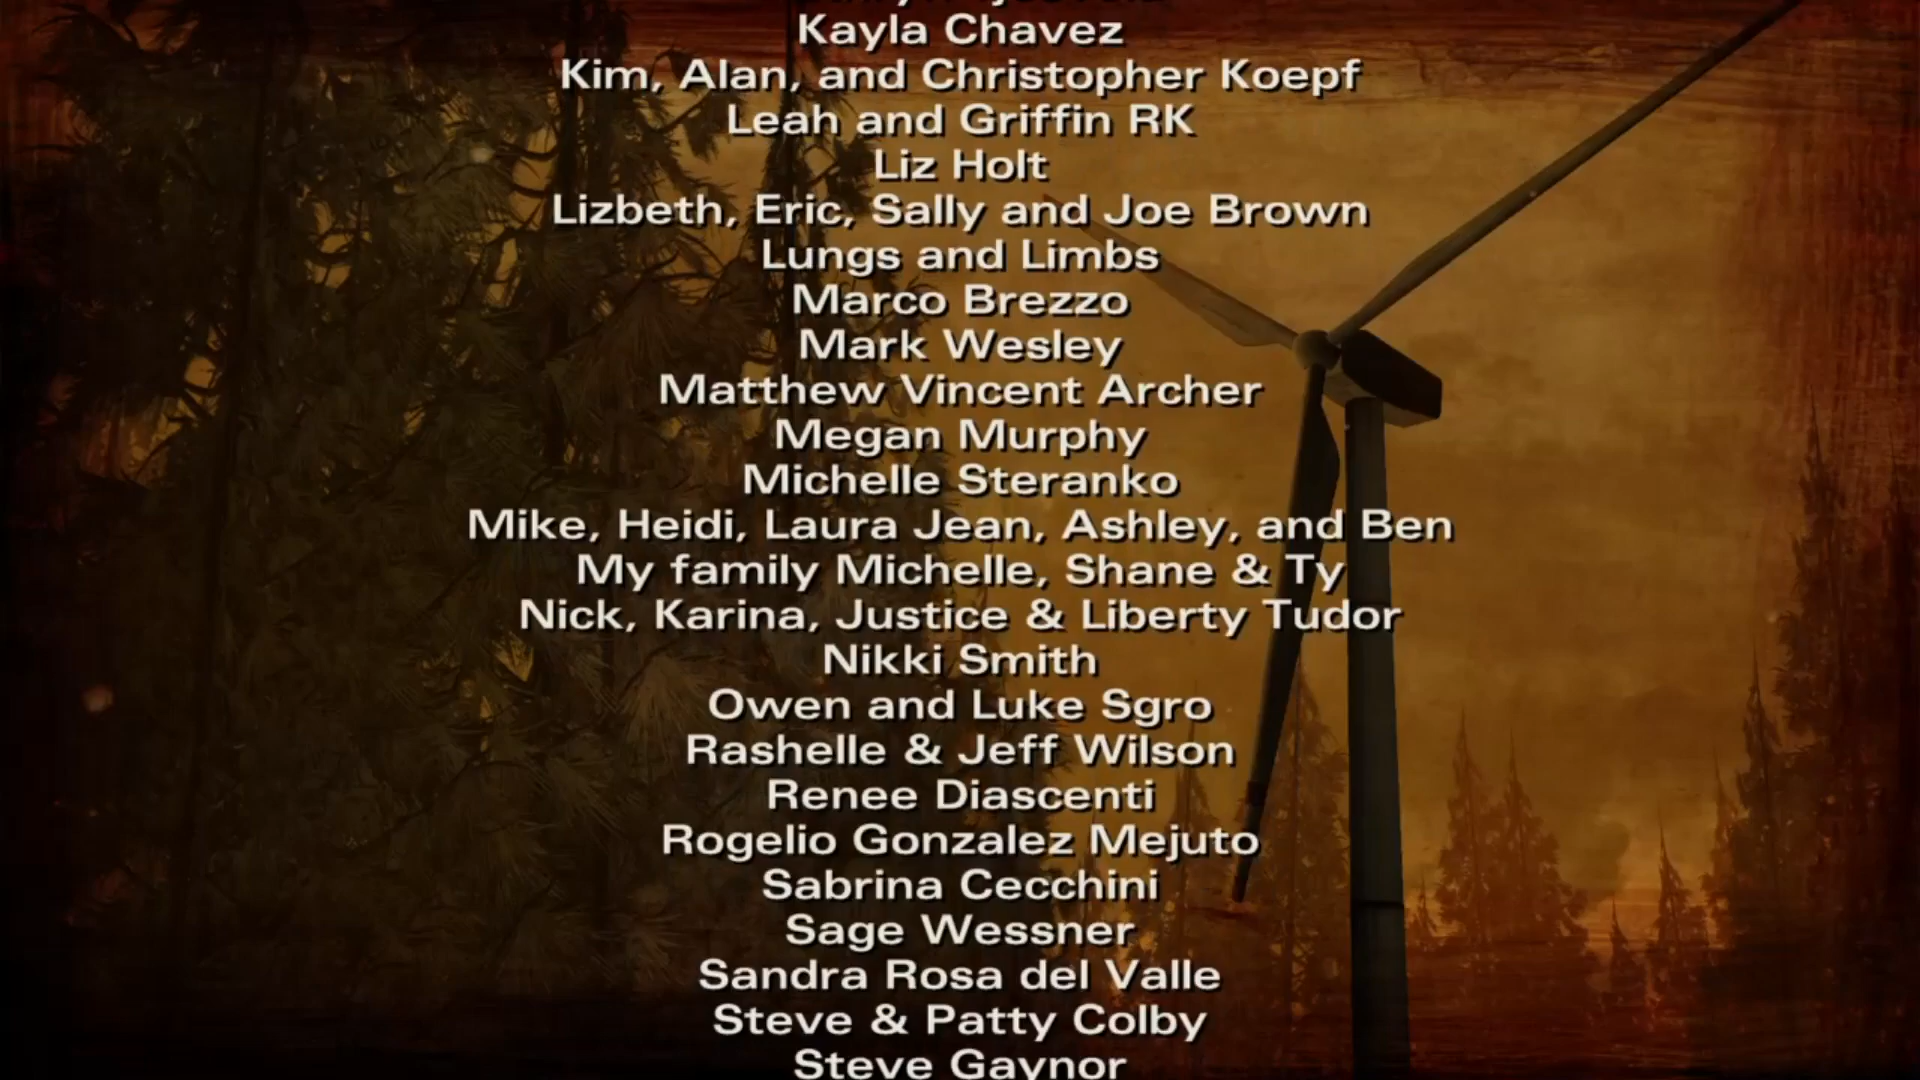 Kayla Chavez
Kim, Alan, and Christopher Koepf
Leah and Griffin RK
Liz Holt
Lizbeth, Eric, Sally and Joe Brown
Lungs and Limbs
Marco Brezzo
Mark Wesley
Matthew Vincent Archer
Megan Murphy
Michelle Steranko
Mike, Heidi, Laura Jean, Ashley, and Ben
My family Michelle, Shane & Ty
Nick, Karina, Justice & Liberty Tudor
Nikki Smith
Owen and Luke Sgro
Rashelle & Jeff Wilson
Renee Diascenti
Rogelio Gonzalez Mejuto
Sabrina Cecchini
Sage Wessner
Sandra Rosa del Valle
Steve & Patty Colby
Steve Gaynor